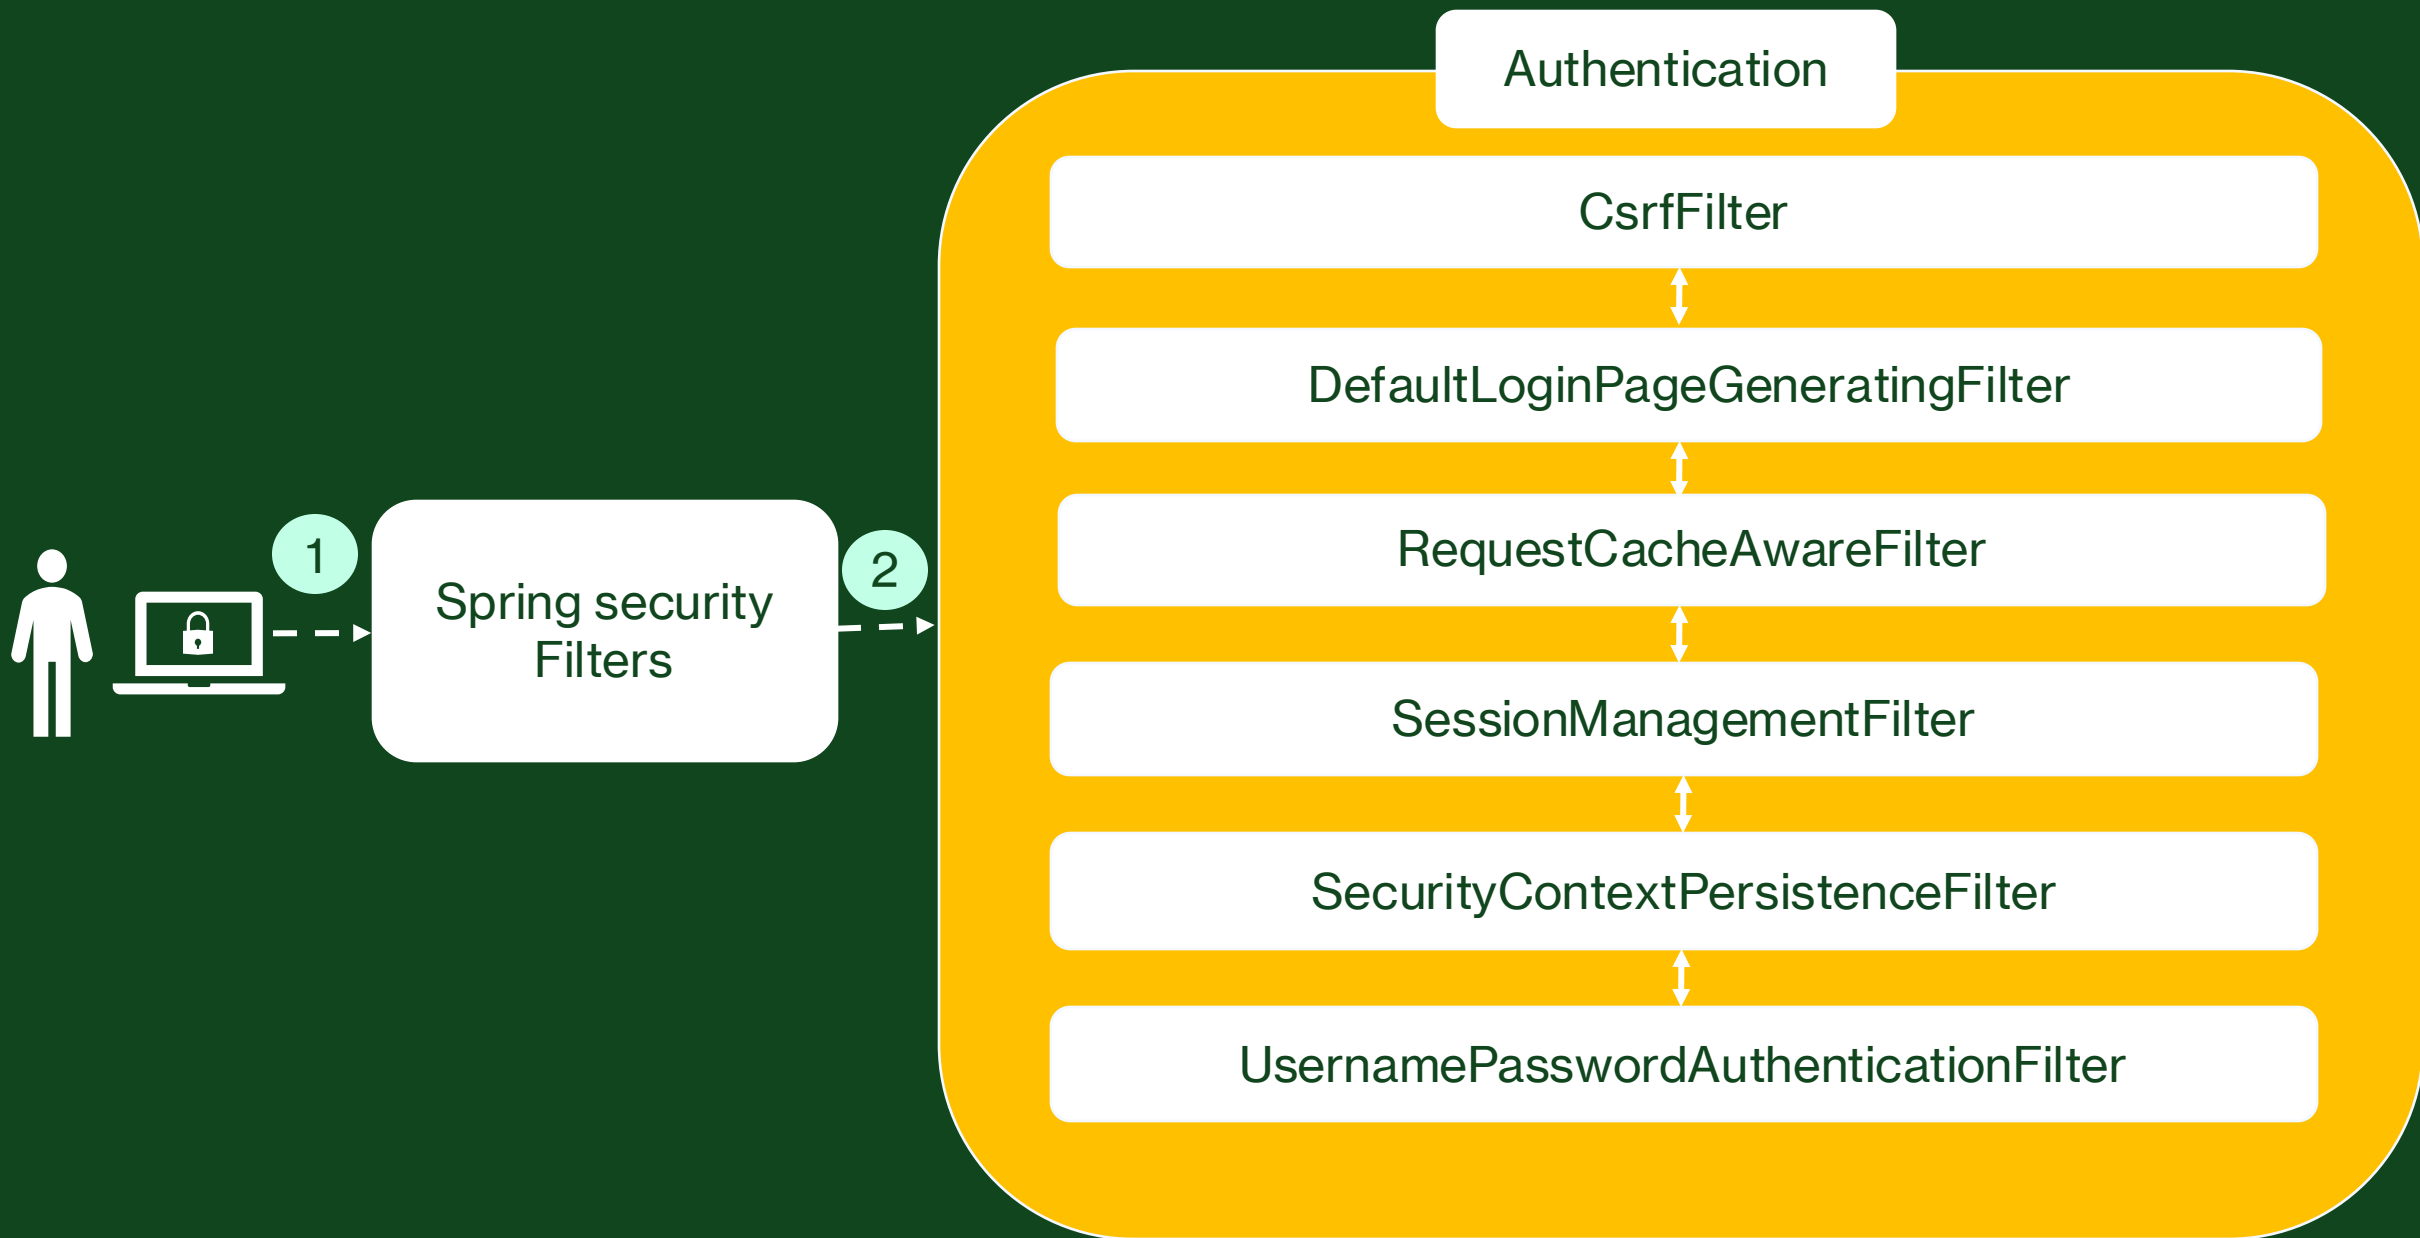 Authentication
CsrfFilter
DefaultLoginPageGeneratingFilter
RequestCacheAwareFilter
1
2
Spring security
Filters
SessionManagementFilter
SecurityContextPersistenceFilter
UsernamePasswordAuthenticationFilter